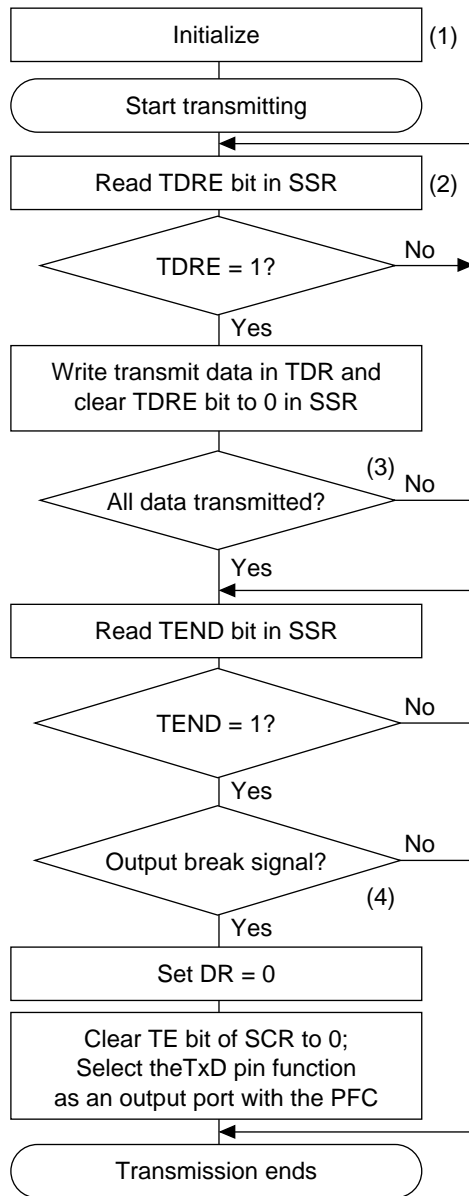 Initialize
(1)
Start transmitting
Read TDRE bit in SSR
(2)
TDRE = 1?
No
Yes
Write transmit data in TDR and
clear TDRE bit to 0 in SSR
(3)
All data transmitted?
No
Yes
Read TEND bit in SSR
TEND = 1?
No
Yes
Output break signal?
No
(4)
Yes
Set DR = 0
Clear TE bit of SCR to 0;
Select theTxD pin function
as an output port with the PFC
Transmission ends